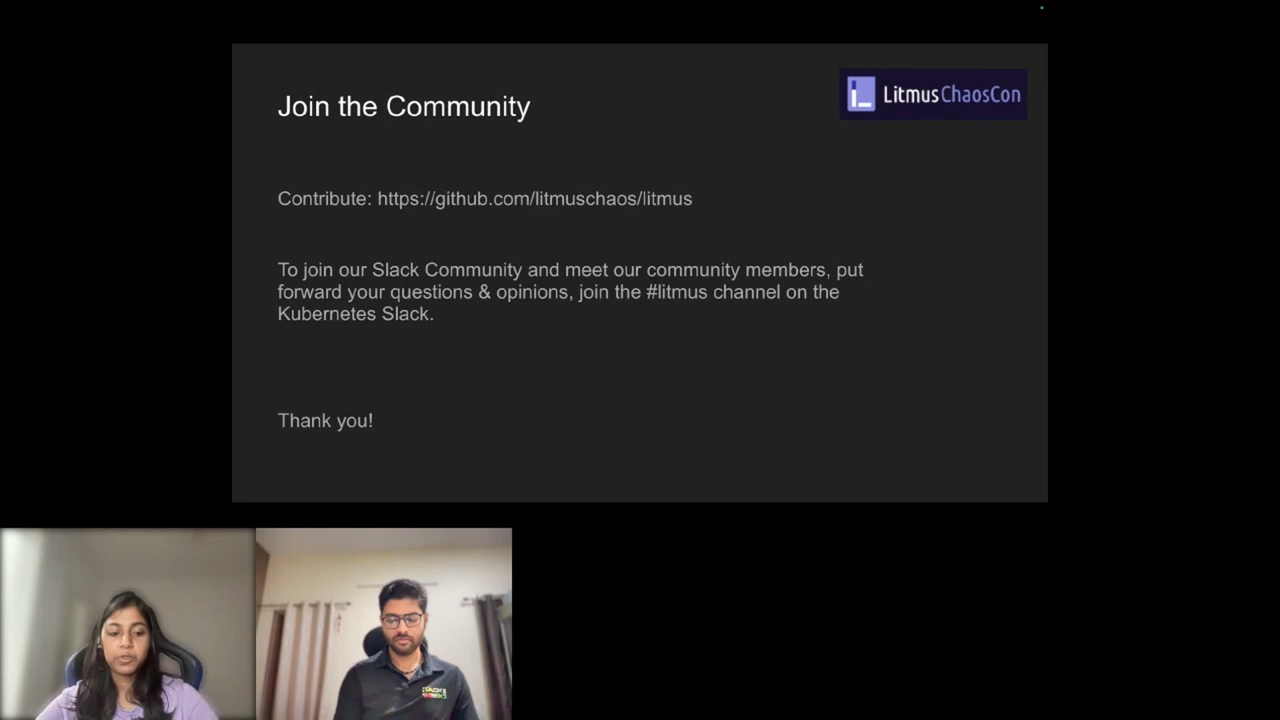 Join the Community
LitmusChaosCon
Contribute: https://github.com/litmuschaos/litmus
To join our Slack Community and meet our community members, put
forward your questions & opinions, join the #litmus channel on the
Kubernetes Slack.
Thank you!